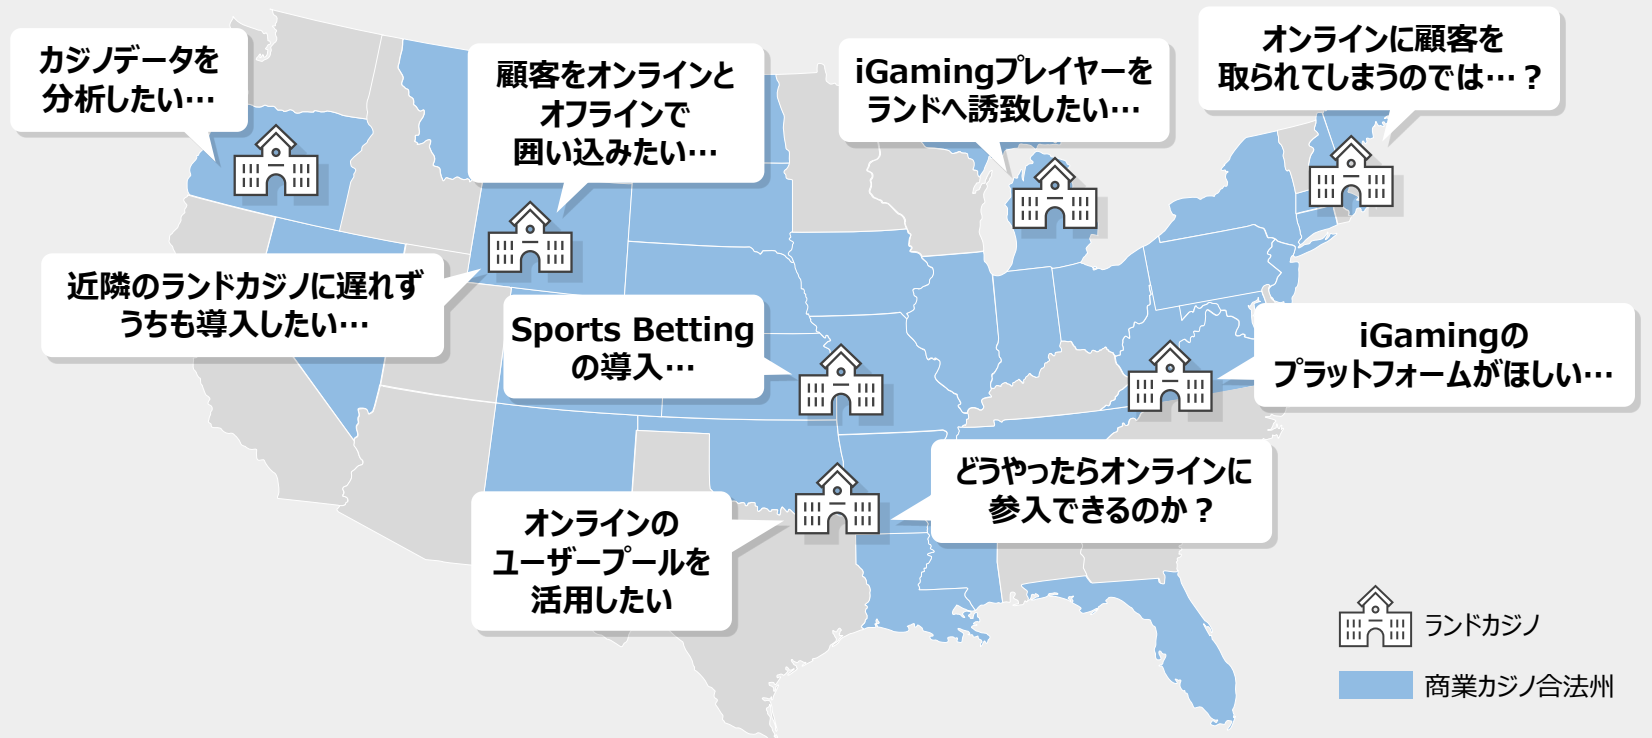 カジノデータを
分析したい…
顧客をオンラインと
オフラインで
囲い込みたい…
iGamingプレイヤーを
ランドへ誘致したい…
オンラインに顧客を
取られてしまうのでは…？
近隣のランドカジノに遅れず
うちも導入したい…
Sports Betting
の導入…
iGamingの
プラットフォームがほしい…
オンラインの
ユーザープールを
活用したい
どうやったらオンラインに
参入できるのか？
ランドカジノ
商業カジノ合法州